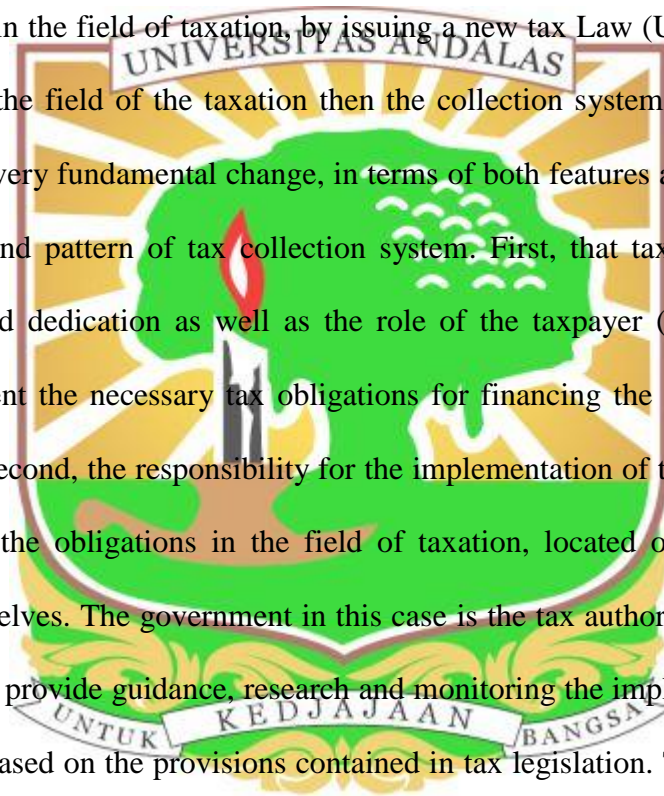 in the field of taxation, by issuing a new tax Law (U
UNIVERSITAS ANDALAS
the field of the taxation then the collection system
very fundamental change, in terms of both features a
nd pattern of tax collection system. First, that tax
d dedication as well as the role of the taxpayer (
ent the necessary tax obligations for financing the
econd, the responsibility for the implementation of t
the obligations in the field of taxation, located o
elves. The government in this case is the tax author
provide guidance, research and monitoring the impl
UNTUK KEDJAJAAN BANGSA
ased on the provisions contained in tax legislation. T